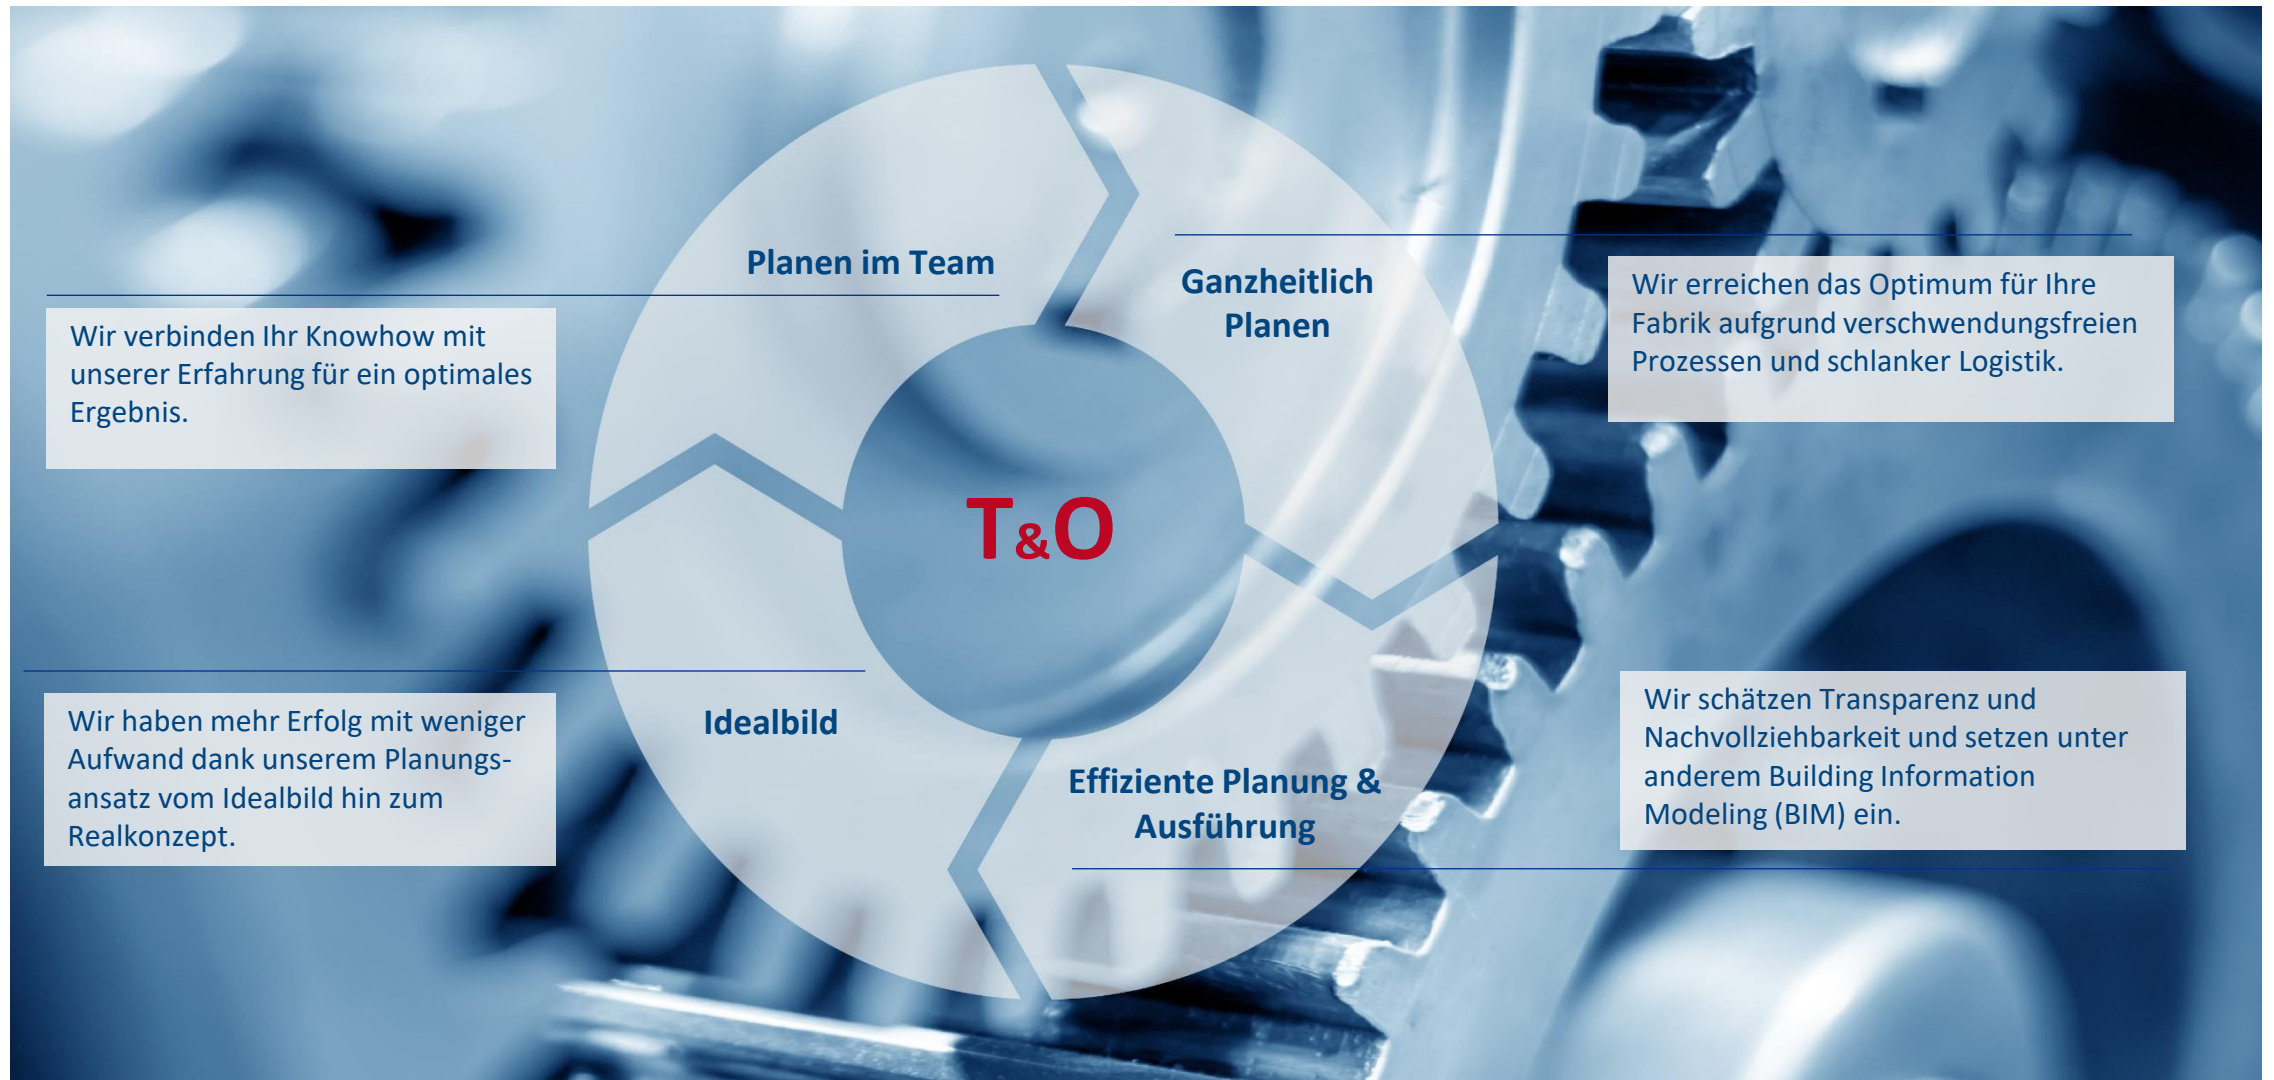 Planen im Team
Wir verbinden Ihr Knowhow mit
unserer Erfahrung für ein optimales
Ergebnis.
Ganzheitlich
Planen
Wir erreichen das Optimum für Ihre
Fabrik aufgrund verschwendungsfreien
Prozessen und schlanker Logistik.
T&O
Idealbild
Wir haben mehr Erfolg mit weniger
Aufwand dank unserem Planungs-
ansatz vom Idealbild hin zum
Realkonzept.
Effiziente Planung &
Ausführung
Wir schätzen Transparenz und
Nachvollziehbarkeit und setzen unter
anderem Building Information
Modeling (BIM) ein.